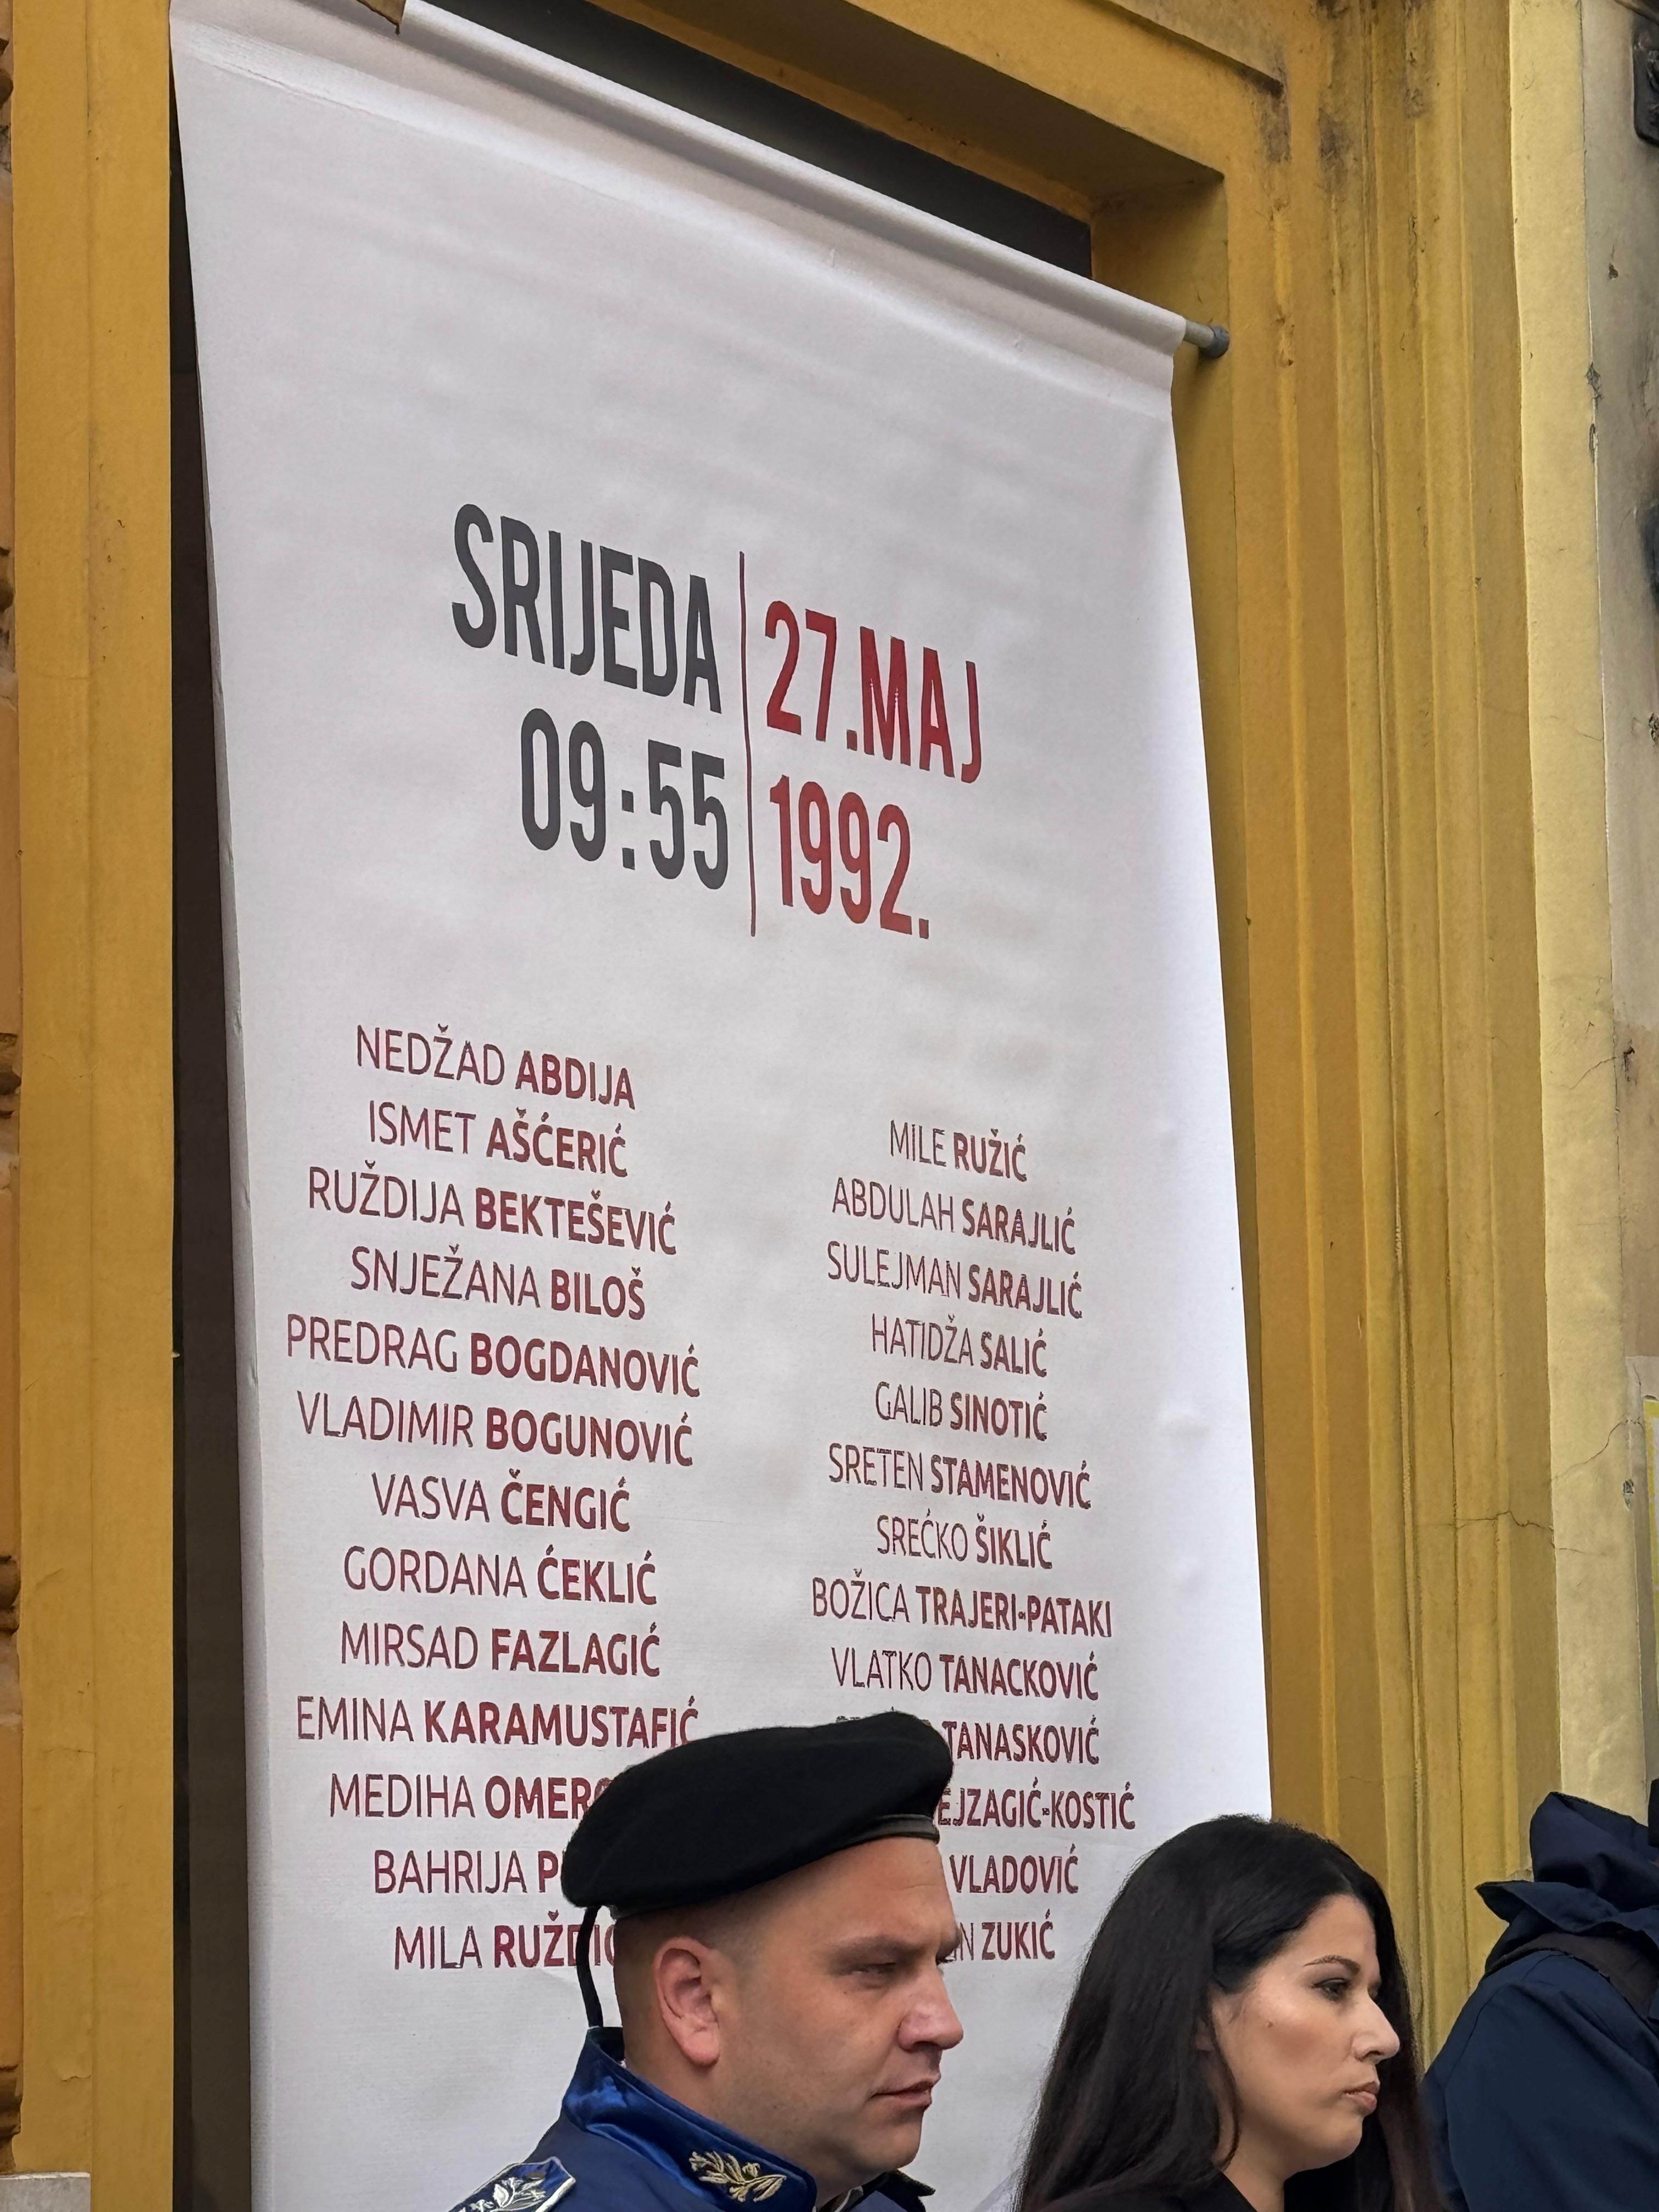 SRIJEDA
09:55
27.MAJ
1992.
NEDŽAD ABDIJA
ISMET AŠĆERIĆ
RUŽDIJA BEKTEŠEVIĆ
SNJEŽANA BILOŠ
PREDRAG BOGDANOVIĆ
VLADIMIR BOGUNOVIĆ
VASVA ČENGIĆ
GORDANA ĆEKLIĆ
MIRSAD FAZLAGIĆ
EMINA KARAMUSTAFIĆ
MEDIHA
BAHRIJA
MILA
MILE RUŽIĆ
ABDULAH SARAJLIĆ
SULEJMAN SARAJLIĆ
HATIDŽA SALIĆ
GALIB SINOTIĆ
SRETEN STAMENOVIĆ
SREĆKO ŠIKLIĆ
BOŽICA TRAJERI-PATAKI
VLATKO TANACKOVIĆ
TANASKOVIĆ
VLADOVIĆ
ZUKIĆ